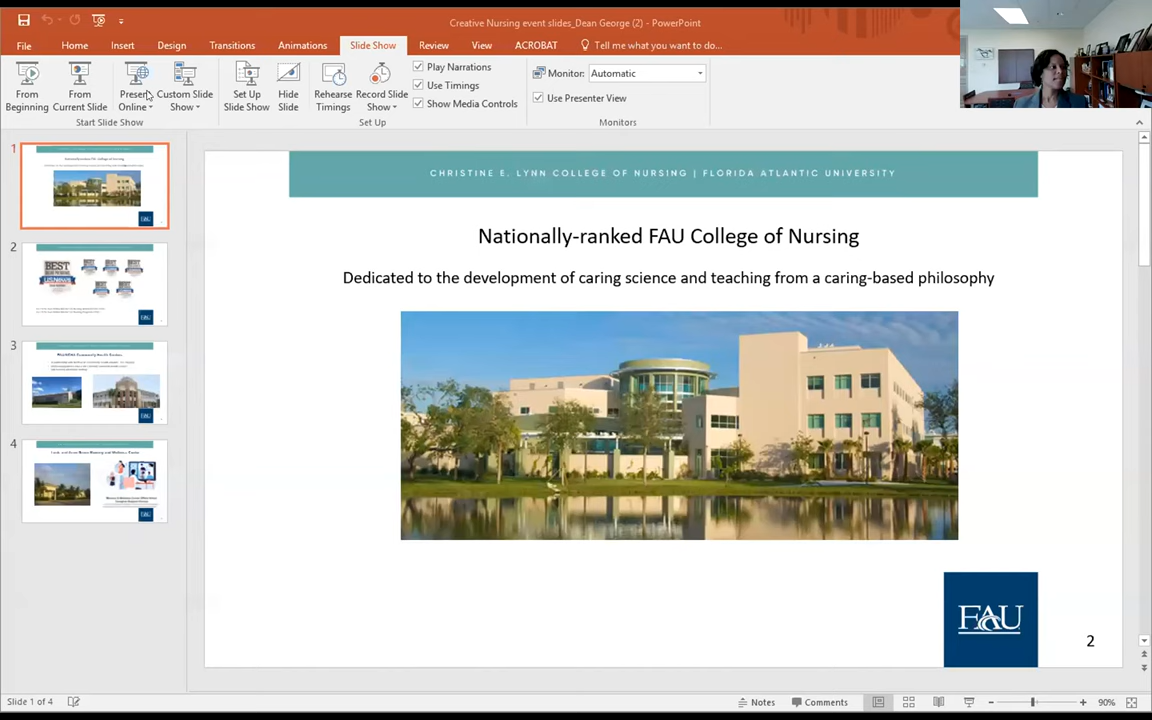 Creative Nursing event slides_Dean George (2) - PowerPoint
File Home Insert Design Transitions Animations Slide Show Review View ACROBAT Tell me what you want to do...
From Beginning
From Current Slide
Present Online
Custom Slide Show
Set Up Slide Show
Hide Slide
Rehearse Timings
Record Slide Show
Play Narrations
Use Timings
Show Media Controls
Monitor: Automatic
Use Presenter View
Start Slide Show
Set Up
Monitors
1
2
BEST
3
4
CHRISTINE E. LYNN COLLEGE OF NURSING | FLORIDA ATLANTIC UNIVERSITY
Nationally-ranked FAU College of Nursing
Dedicated to the development of caring science and teaching from a caring-based philosophy
FAU
2
Slide 1 of 4
Notes
Comments
90%